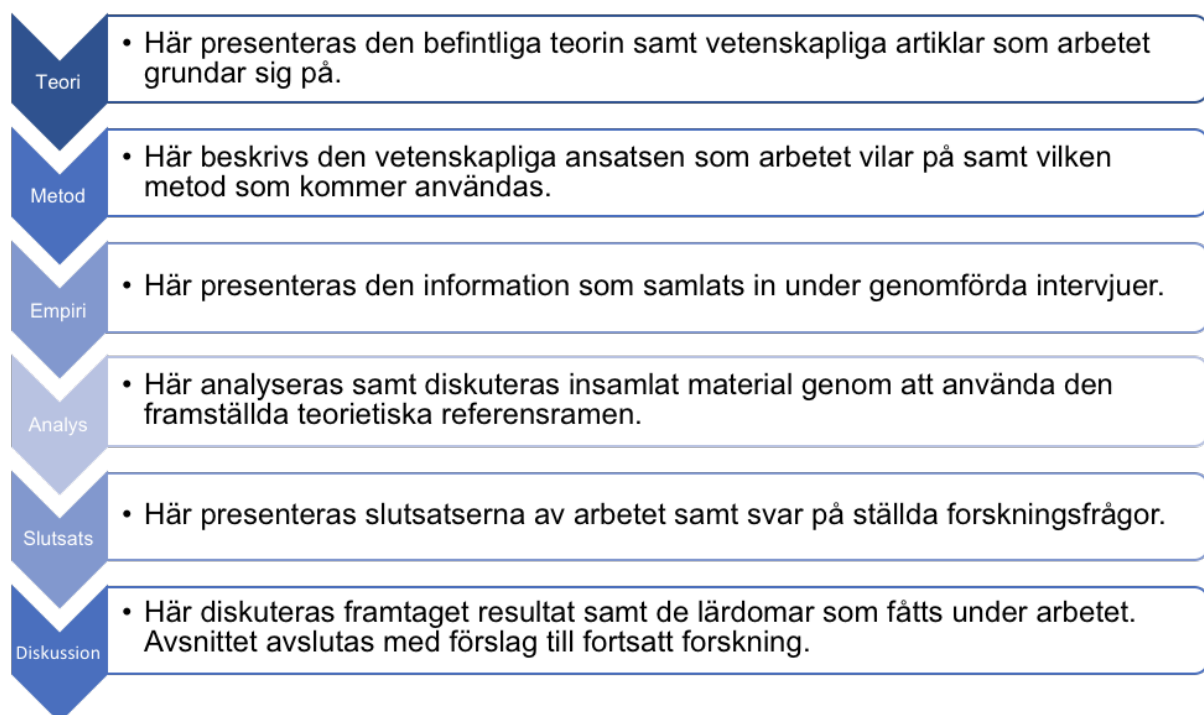 Teori
• Här presenteras den befintliga teorin samt vetenskapliga artiklar som arbetet
grundar sig på.
Metod
• Här beskrivs den vetenskapliga ansatsen som arbetet vilar på samt vilken
metod som kommer användas.
Empiri
• Här presenteras den information som samlats in under genomförda intervjuer.
Analys
• Här analyseras samt diskuteras insamlat material genom att använda den
framställda teorietiska referensramen.
Slutsats
• Här presenteras slutsatserna av arbetet samt svar på ställda forskningsfrågor.
Diskussion
• Här diskuteras framtaget resultat samt de lärdomar som fåtts under arbetet.
Avsnittet avslutas med förslag till fortsatt forskning.